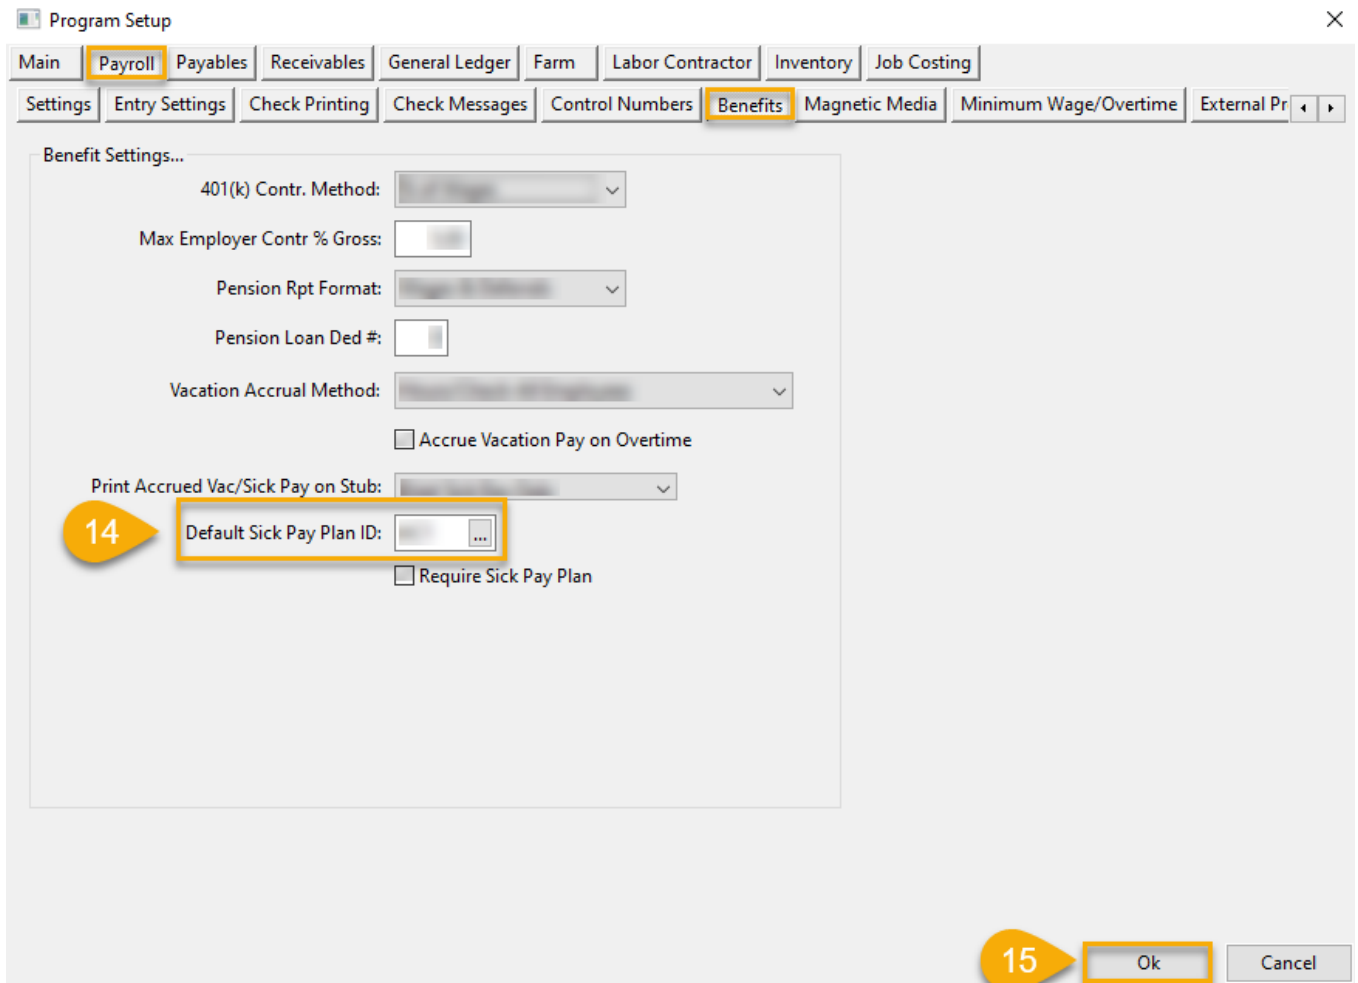 Program Setup
Main Payroll Payables Receivables General Ledger Farm Labor Contractor Inventory Job Costing
Settings Entry Settings Check Printing Check Messages Control Numbers Benefits Magnetic Media Minimum Wage/Overtime External Pr
Benefit Settings...
401(k) Contr. Method:
Max Employer Contr % Gross:
Pension Rpt Format:
Pension Loan Ded #:
Vacation Accrual Method:
Accrue Vacation Pay on Overtime
Print Accrued Vac/Sick Pay on Stub:
14 Default Sick Pay Plan ID: ...
Require Sick Pay Plan
15 Ok Cancel